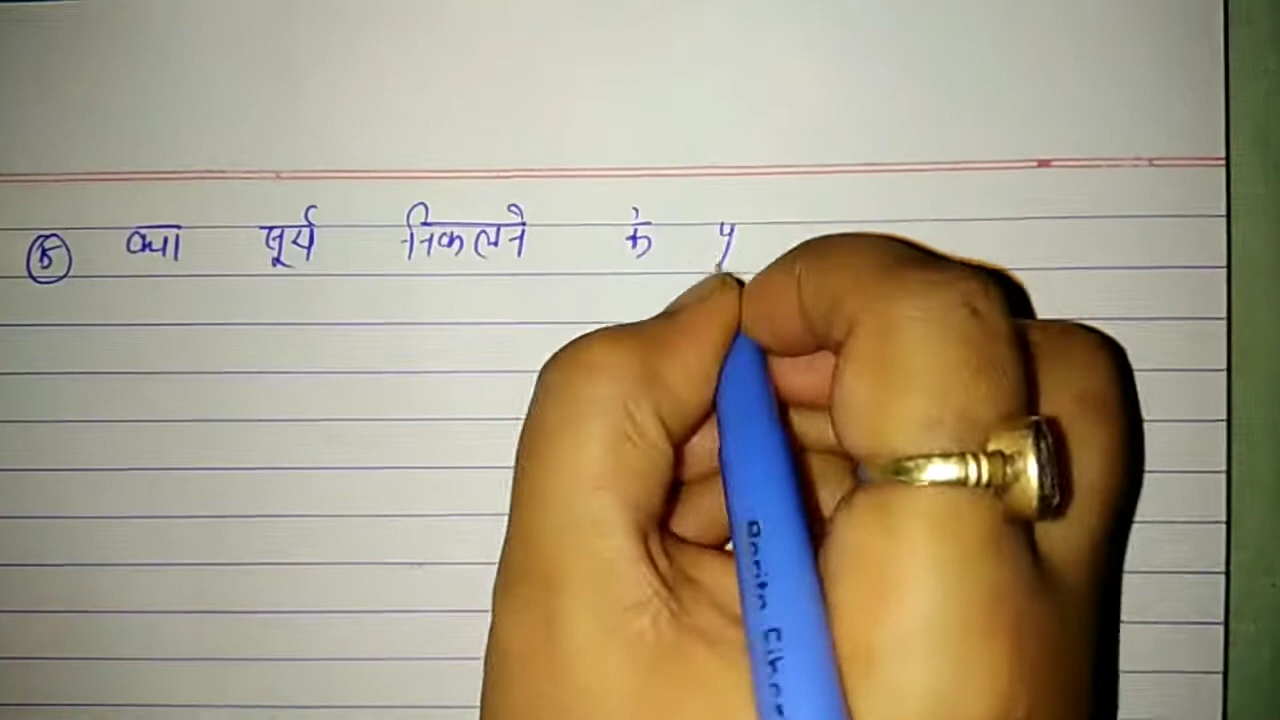 ⑤ क्या सूर्य निकलने के प